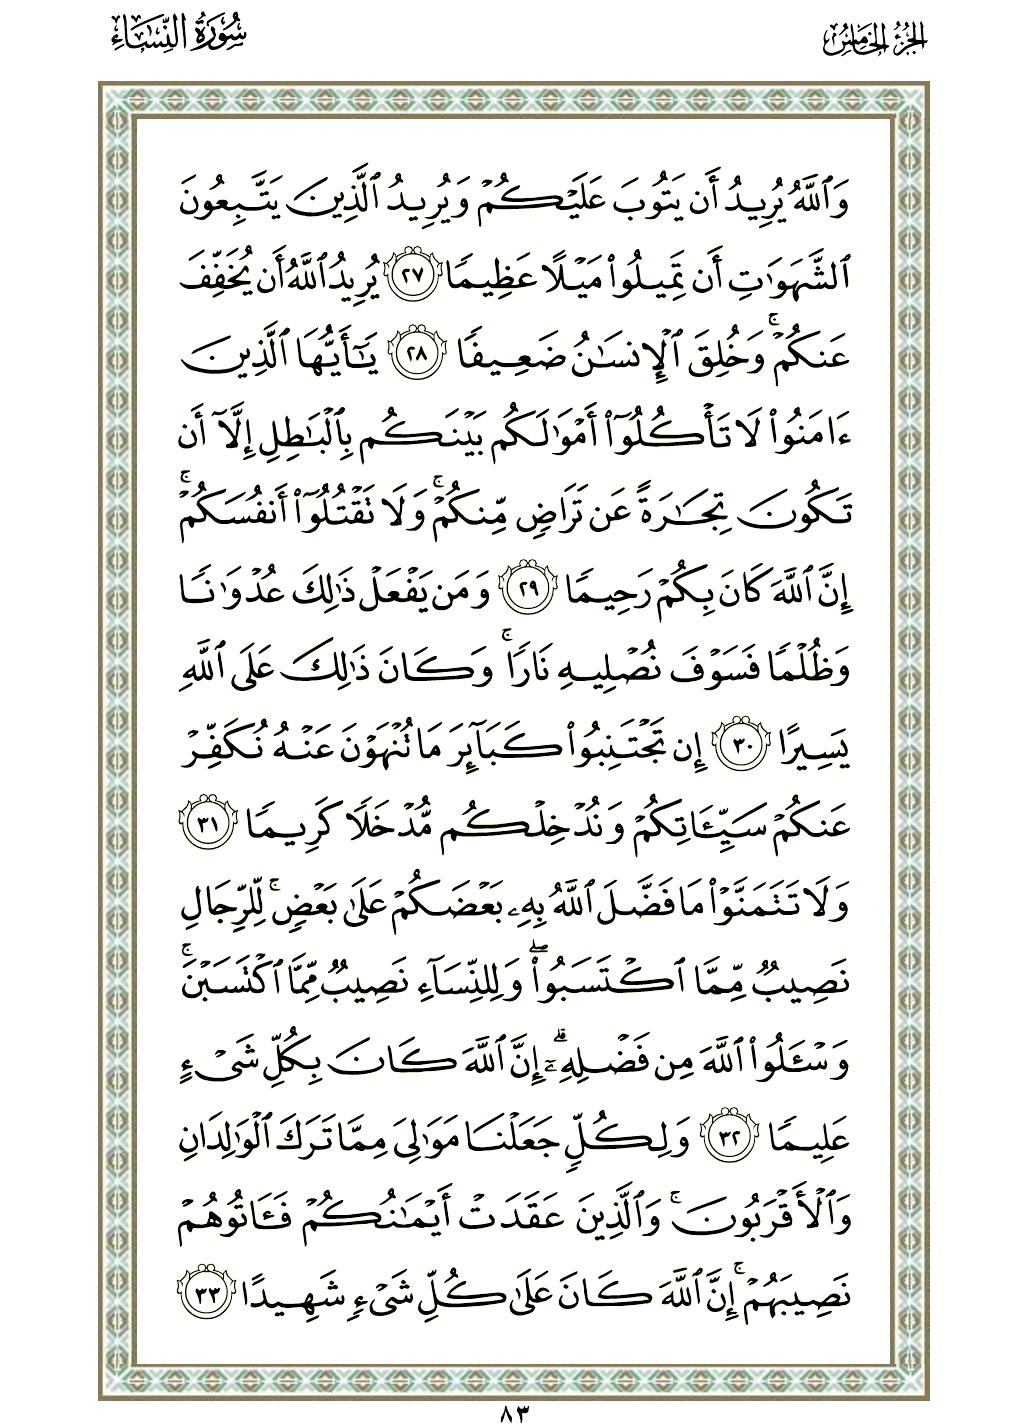 الجزء الخامس
سورة النساء
وَٱللَّهُ يُرِيدُ أَن يَتُوبَ عَلَيْكُمْ وَيُرِيدُ ٱلَّذِينَ يَتَّبِعُونَ
ٱلشَّهَوَٰتِ أَن تَمِيلُوا۟ مَيْلًا عَظِيمًا ٢٧ يُرِيدُ ٱللَّهُ أَن يُخَفِّفَ
عَنكُمْ ۚ وَخُلِقَ ٱلْإِنسَـٰنُ ضَعِيفًا ٢٨ يَـٰٓأَيُّهَا ٱلَّذِينَ
ءَامَنُوا۟ لَا تَأْكُلُوٓا۟ أَمْوَٰلَكُم بَيْنَكُم بِٱلْبَـٰطِلِ إِلَّآ أَن
تَكُونَ تِجَـٰرَةً عَن تَرَاضٍ مِّنكُمْ ۚ وَلَا تَقْتُلُوٓا۟ أَنفُسَكُمْ ۚ
إِنَّ ٱللَّهَ كَانَ بِكُمْ رَحِيمًا ٢٩ وَمَن يَفْعَلْ ذَٰلِكَ عُدْوَٰنًا
وَظُلْمًا فَسَوْفَ نُصْلِيهِ نَارًا ۚ وَكَانَ ذَٰلِكَ عَلَى ٱللَّهِ
يَسِيرًا ٣٠ إِن تَجْتَنِبُوا۟ كَبَآئِرَ مَا تُنْهَوْنَ عَنْهُ نُكَفِّرْ
عَنكُمْ سَيِّـَٔاتِكُمْ وَنُدْخِلْكُم مُّدْخَلًا كَرِيمًا ٣١
وَلَا تَتَمَنَّوْا۟ مَا فَضَّلَ ٱللَّهُ بِهِۦ بَعْضَكُمْ عَلَىٰ بَعْضٍ ۚ لِّلرِّجَالِ
نَصِيبٌ مِّمَّا ٱكْتَسَبُوا۟ ۖ وَلِلنِّسَآءِ نَصِيبٌ مِّمَّا ٱكْتَسَبْنَ ۚ
وَسْـَٔلُوا۟ ٱللَّهَ مِن فَضْلِهِۦٓ ۗ إِنَّ ٱللَّهَ كَانَ بِكُلِّ شَىْءٍ
عَلِيمًا ٣٢ وَلِكُلٍّ جَعَلْنَا مَوَٰلِىَ مِمَّا تَرَكَ ٱلْوَٰلِدَانِ
وَٱلْأَقْرَبُونَ ۚ وَٱلَّذِينَ عَقَدَتْ أَيْمَـٰنُكُمْ فَـَٔاتُوهُمْ
نَصِيبَهُمْ ۚ إِنَّ ٱللَّهَ كَانَ عَلَىٰ كُلِّ شَىْءٍ شَهِيدًا ٣٣
٨٣